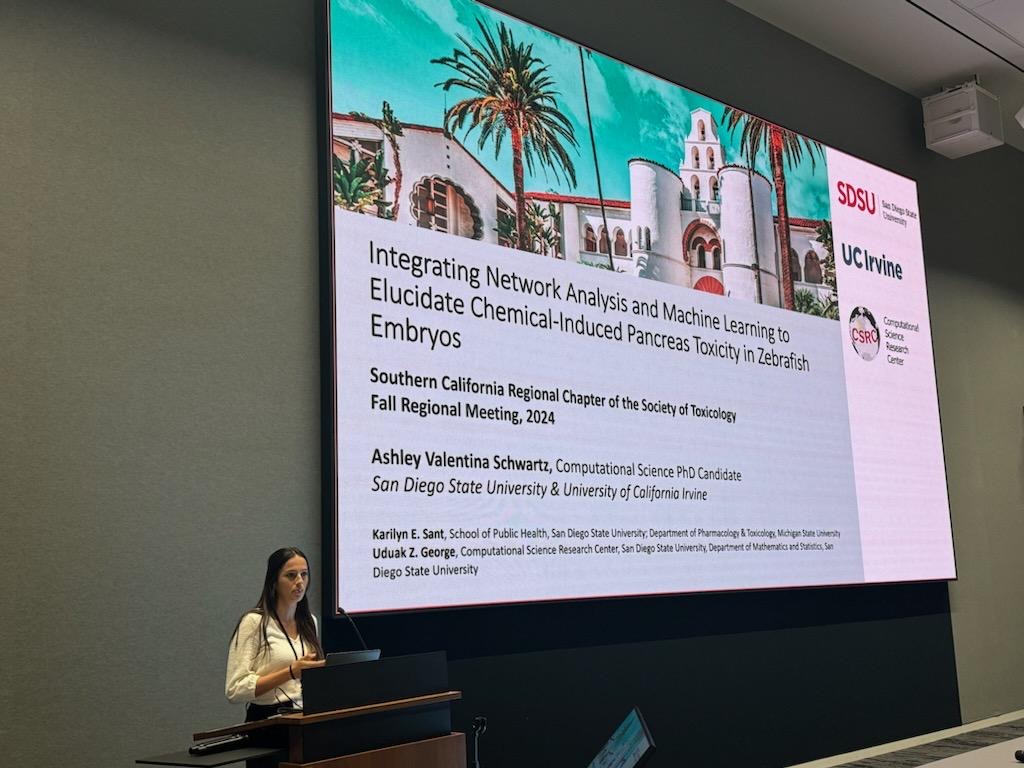 SDSU
San Diego State
University
UC Irvine
CSRC
Computational
Science
Research
Center
Integrating Network Analysis and Machine Learning to
Elucidate Chemical-Induced Pancreas Toxicity in Zebrafish
Embryos
Southern California Regional Chapter of the Society of Toxicology
Fall Regional Meeting, 2024
Ashley Valentina Schwartz, Computational Science PhD Candidate
San Diego State University & University of California Irvine
Karilyn E. Sant, School of Public Health, San Diego State University; Department of Pharmacology & Toxicology, Michigan State University
Uduak Z. George, Computational Science Research Center, San Diego State University, Department of Mathematics and Statistics, San
Diego State University